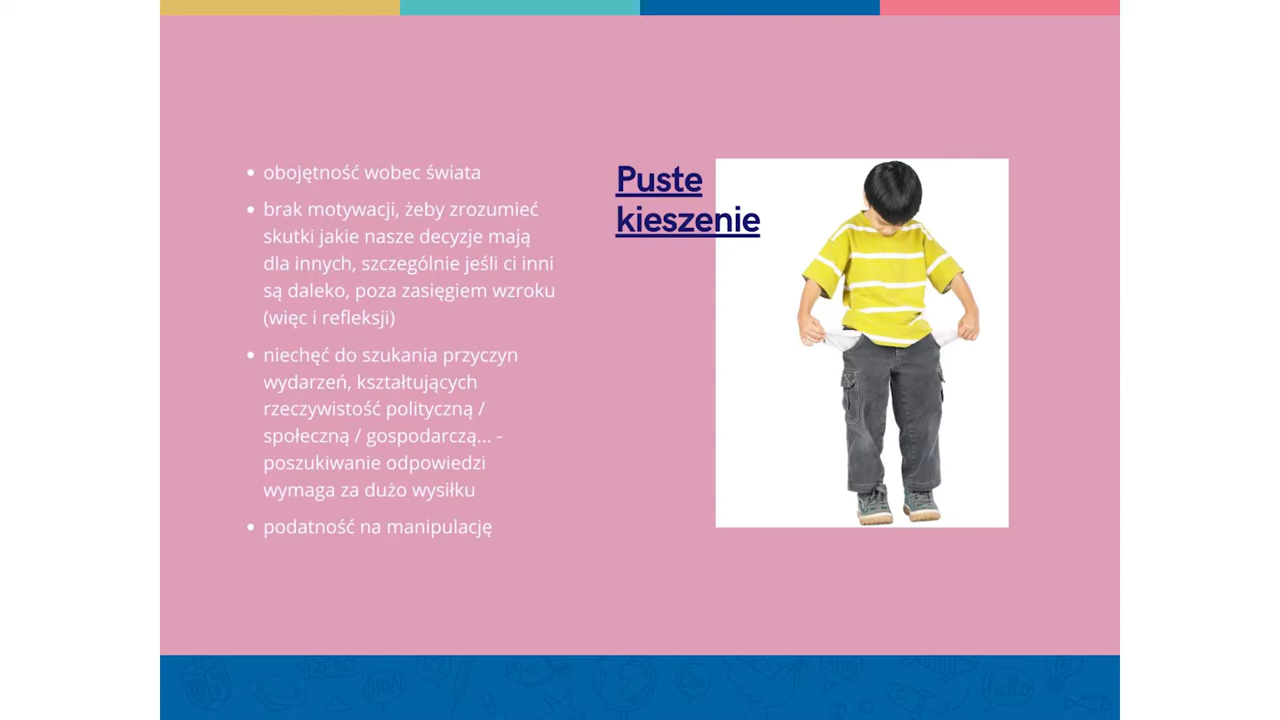 • obojętność wobec świata
• brak motywacji, żeby zrozumieć
skutki jakie nasze decyzje mają
dla innych, szczególnie jeśli ci inni
są daleko, poza zasięgiem wzroku
(więc i refleksji)
• niechęć do szukania przyczyn
wydarzeń, kształtujących
rzeczywistość polityczną /
społeczną / gospodarczą... -
poszukiwanie odpowiedzi
wymaga za dużo wysiłku
• podatność na manipulację
Puste
kieszenie